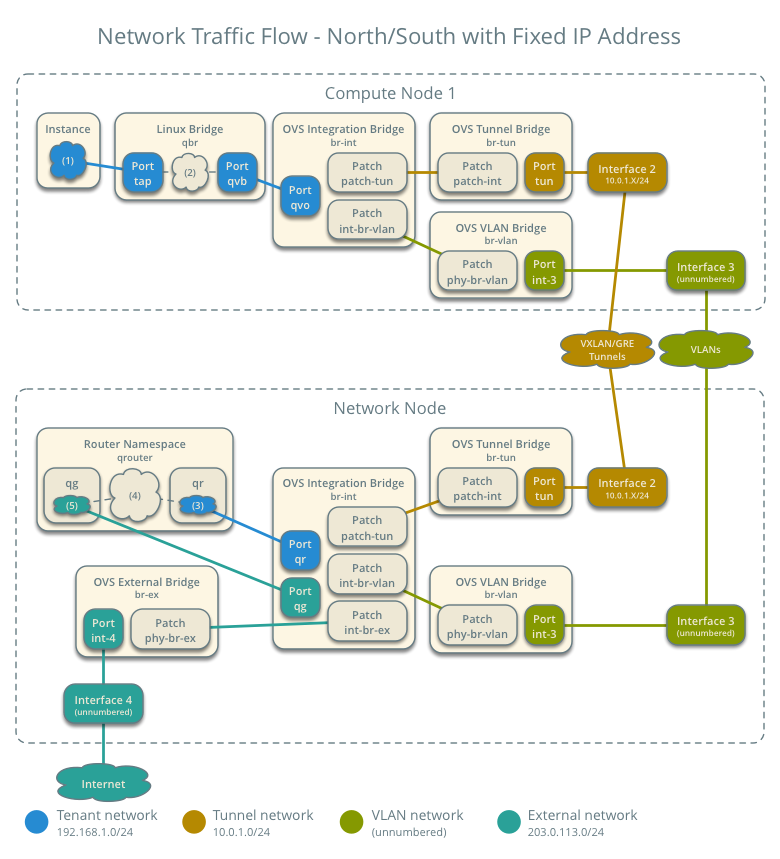 Network Traffic Flow - North/South with Fixed IP Address
Compute Node 1
Instance
(1)
Linux Bridge
qbr
Port
tap
(2)
Port
qvb
OVS Integration Bridge
br-int
Port
qvo
Patch
patch-tun
Patch
int-br-vlan
OVS Tunnel Bridge
br-tun
Patch
patch-int
Port
tun
Interface 2
10.0.1.X/24
OVS VLAN Bridge
br-vlan
Patch
phy-br-vlan
Port
int-3
Interface 3
(unnumbered)
VXLAN/GRE
Tunnels
VLANs
Network Node
Router Namespace
qrouter
qg
(5)
(4)
qr
(3)
OVS Integration Bridge
br-int
Port
qr
Port
qg
Patch
patch-tun
Patch
int-br-vlan
Patch
int-br-ex
OVS Tunnel Bridge
br-tun
Patch
patch-int
Port
tun
Interface 2
10.0.1.X/24
OVS External Bridge
br-ex
Port
int-4
Patch
phy-br-ex
OVS VLAN Bridge
br-vlan
Patch
phy-br-vlan
Port
int-3
Interface 3
(unnumbered)
Interface 4
(unnumbered)
Internet
Tenant network
192.168.1.0/24
Tunnel network
10.0.1.0/24
VLAN network
(unnumbered)
External network
203.0.113.0/24